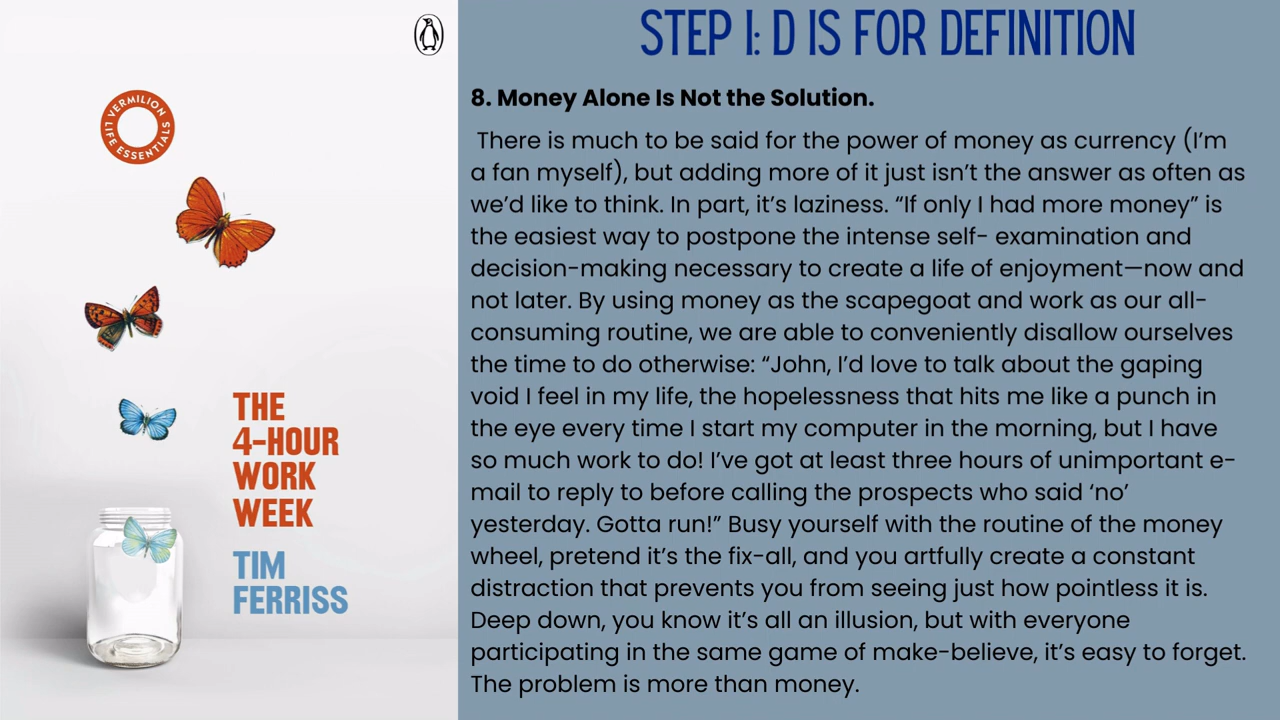 VERMILION
LIFE ESSENTIALS
THE
4-HOUR
WORK
WEEK
TIM
FERRISS
STEP 1: D IS FOR DEFINITION
8. Money Alone Is Not the Solution.
There is much to be said for the power of money as currency (I’m
a fan myself), but adding more of it just isn’t the answer as often as
we’d like to think. In part, it’s laziness. “If only I had more money” is
the easiest way to postpone the intense self- examination and
decision-making necessary to create a life of enjoyment—now and
not later. By using money as the scapegoat and work as our all-
consuming routine, we are able to conveniently disallow ourselves
the time to do otherwise: “John, I’d love to talk about the gaping
void I feel in my life, the hopelessness that hits me like a punch in
the eye every time I start my computer in the morning, but I have
so much work to do! I’ve got at least three hours of unimportant e-
mail to reply to before calling the prospects who said ‘no’
yesterday. Gotta run!” Busy yourself with the routine of the money
wheel, pretend it’s the fix-all, and you artfully create a constant
distraction that prevents you from seeing just how pointless it is.
Deep down, you know it’s all an illusion, but with everyone
participating in the same game of make-believe, it’s easy to forget.
The problem is more than money.